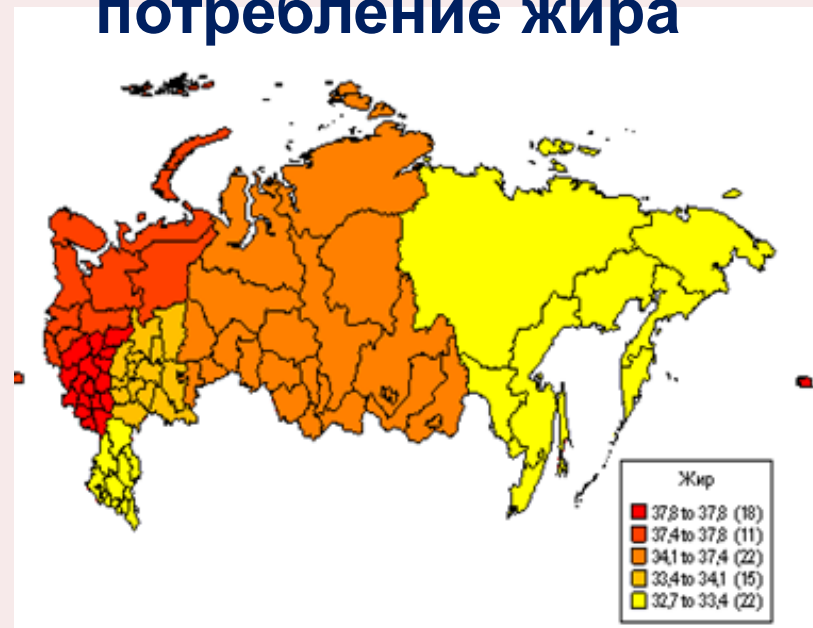 потребление жира
Жир
37,8 to 37,8 (18)
37,4 to 37,8 (11)
34,1 to 37,4 (22)
33,4 to 34,1 (15)
32,7 to 33,4 (22)